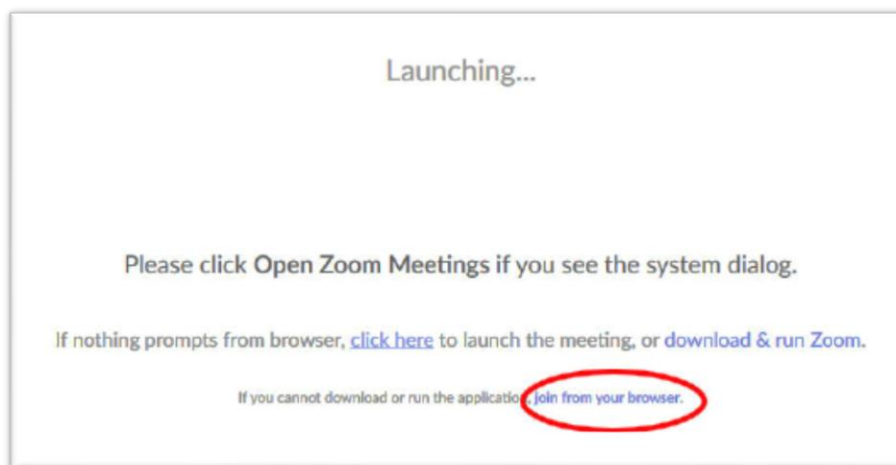 Launching...
Please click Open Zoom Meetings if you see the system dialog.
If nothing prompts from browser, click here to launch the meeting, or download & run Zoom.
If you cannot download or run the application, join from your browser.